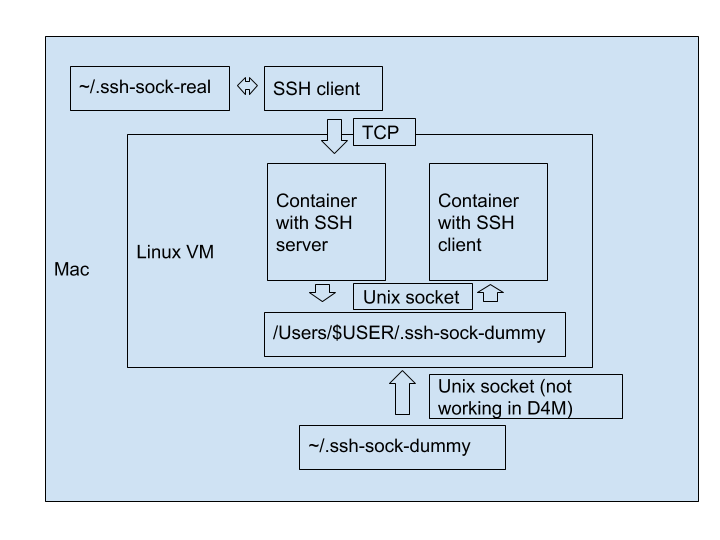 ~/.ssh-sock-real
SSH client
TCP
Container
with SSH
server
Container
with SSH
client
Linux VM
Mac
Unix socket
/Users/$USER/.ssh-sock-dummy
Unix socket (not
working in D4M)
~/.ssh-sock-dummy